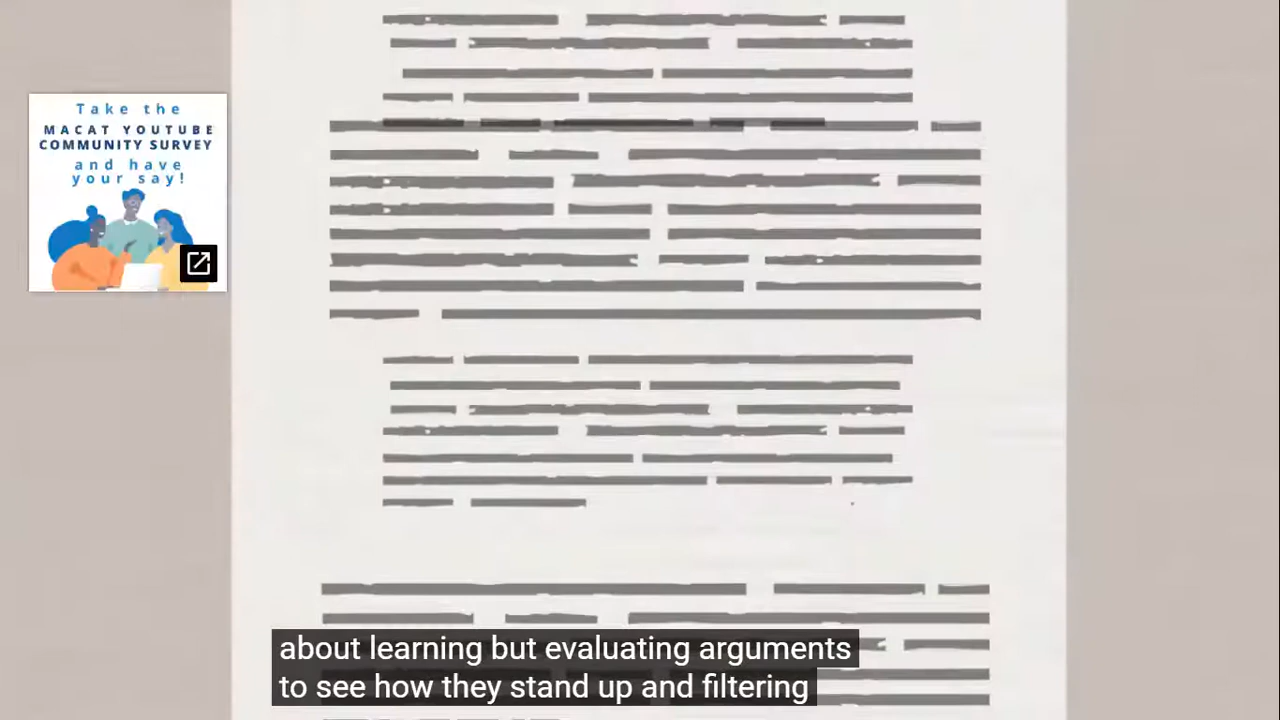 Take the
MACAT YOUTUBE
COMMUNITY SURVEY
and have
your say!
about learning but evaluating arguments
to see how they stand up and filtering